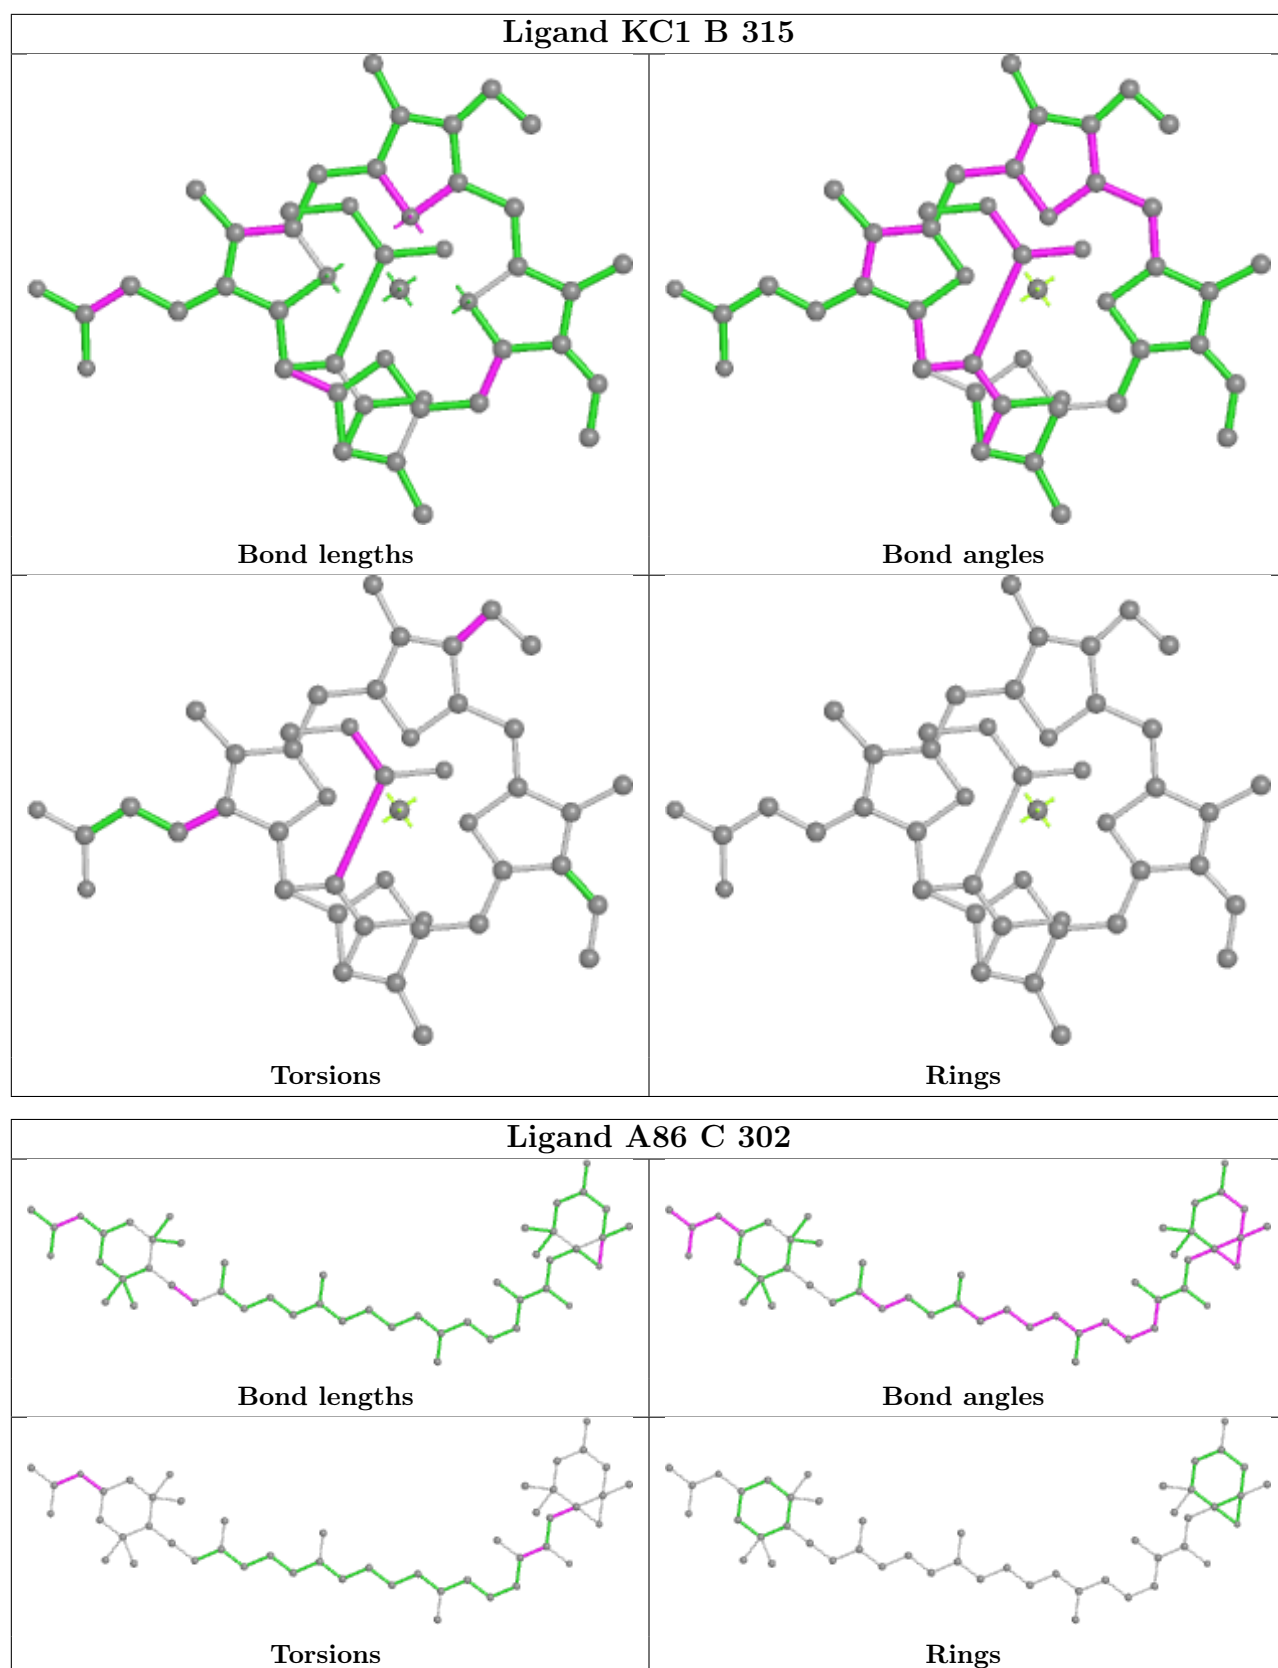 Ligand KC1 B 315
Bond lengths
Bond angles
Torsions
Rings
Ligand A86 C 302
Bond lengths
Bond angles
Torsions
Rings